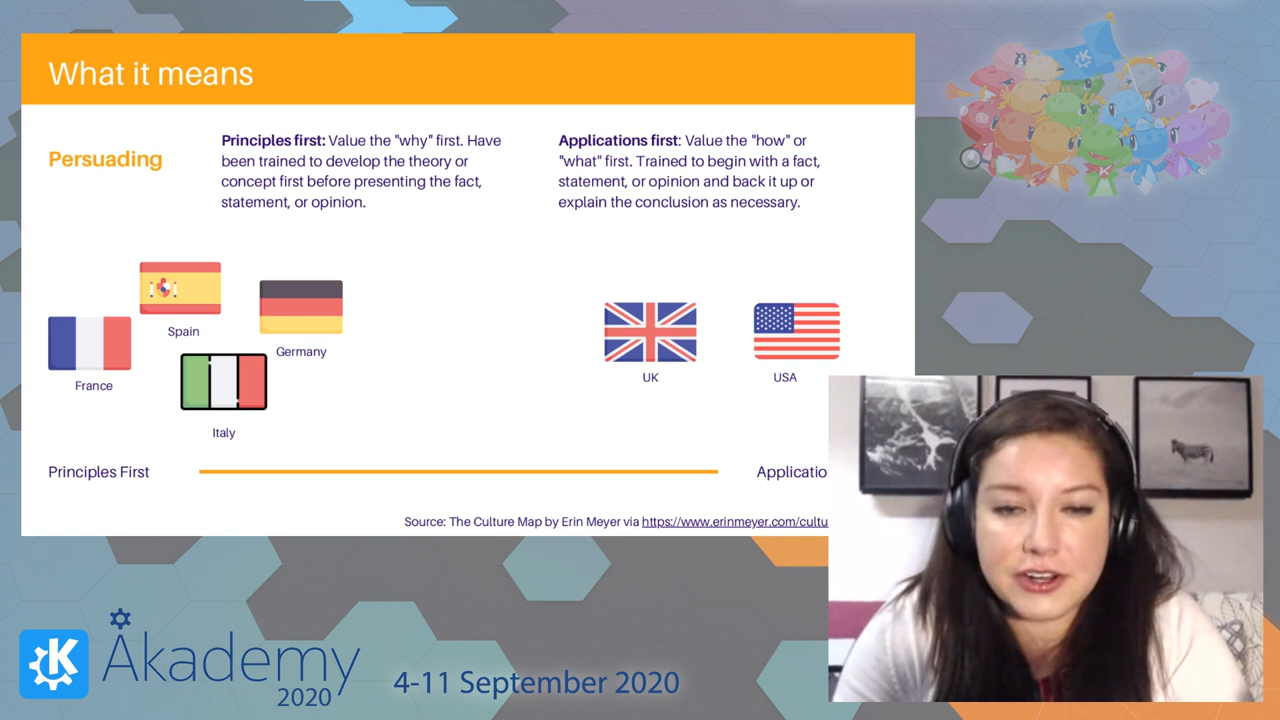 What it means
Persuading
Principles first: Value the "why" first. Have
been trained to develop the theory or
concept first before presenting the fact,
statement, or opinion.
Applications first: Value the "how" or
"what" first. Trained to begin with a fact,
statement, or opinion and back it up or
explain the conclusion as necessary.
Spain
Germany
France
Italy
UK
USA
Principles First
Applicatio
Source: The Culture Map by Erin Meyer via https://www.erinmeyer.com/cultu
K
Akademy
2020
4-11 September 2020